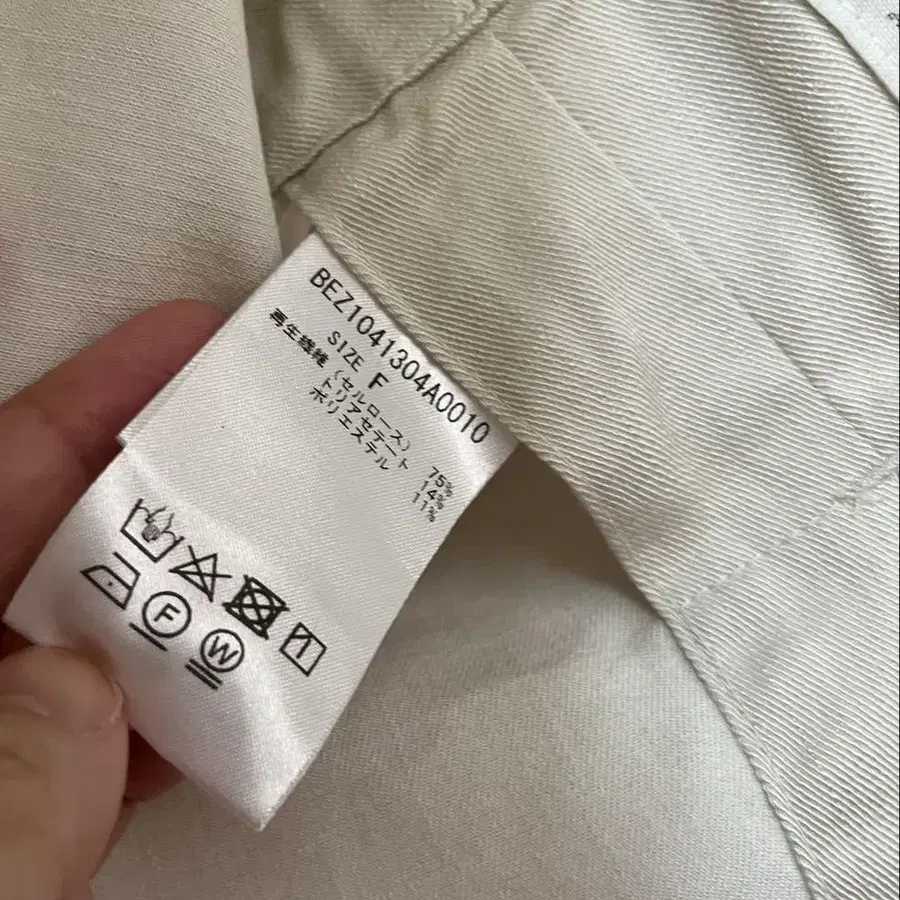 BEZ1041304A0010
SIZE F
再生繊維(セルロース) 75%
トリアセテート 14%
ポリエステル 11%
F
W